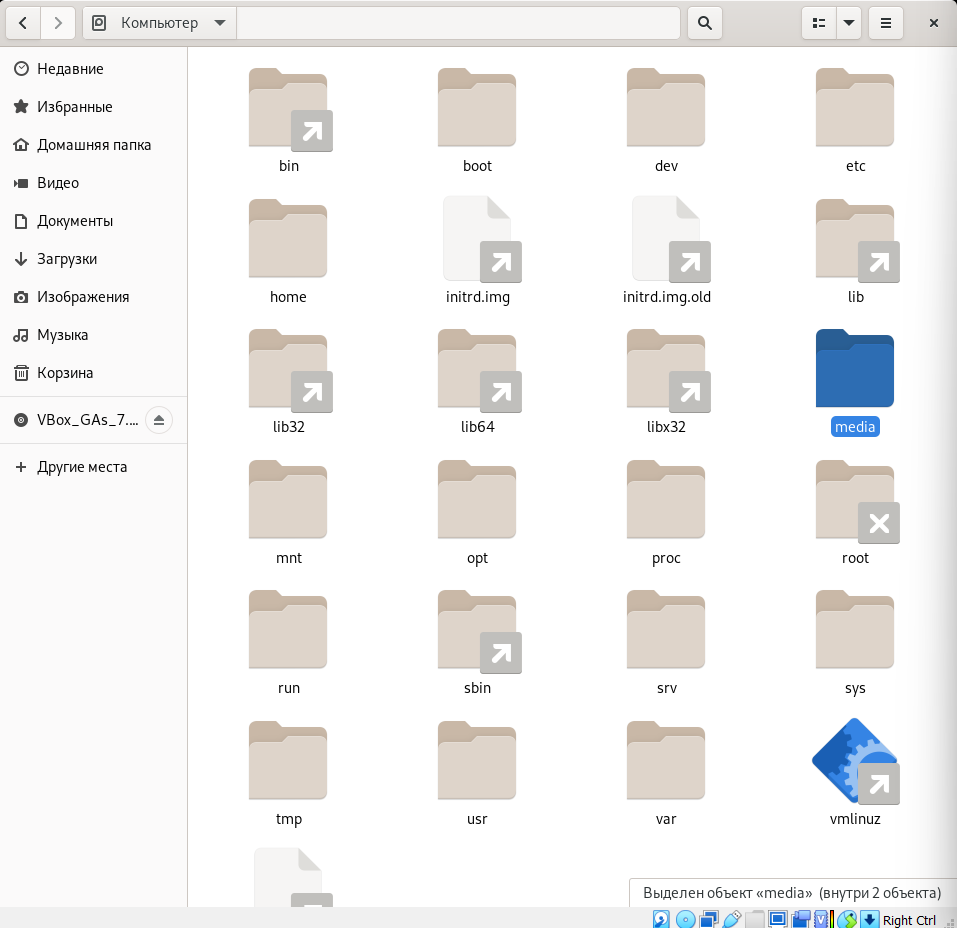 Компьютер
Недавние
Избранные
Домашняя папка
Видео
Документы
Загрузки
Изображения
Музыка
Корзина
VBox_GAs_7....
Другие места
bin
boot
dev
etc
home
initrd.img
initrd.img.old
lib
lib32
lib64
libx32
media
mnt
opt
proc
root
run
sbin
srv
sys
tmp
usr
var
vmlinuz
Выделен объект «media» (внутри 2 объекта)
Right Ctrl